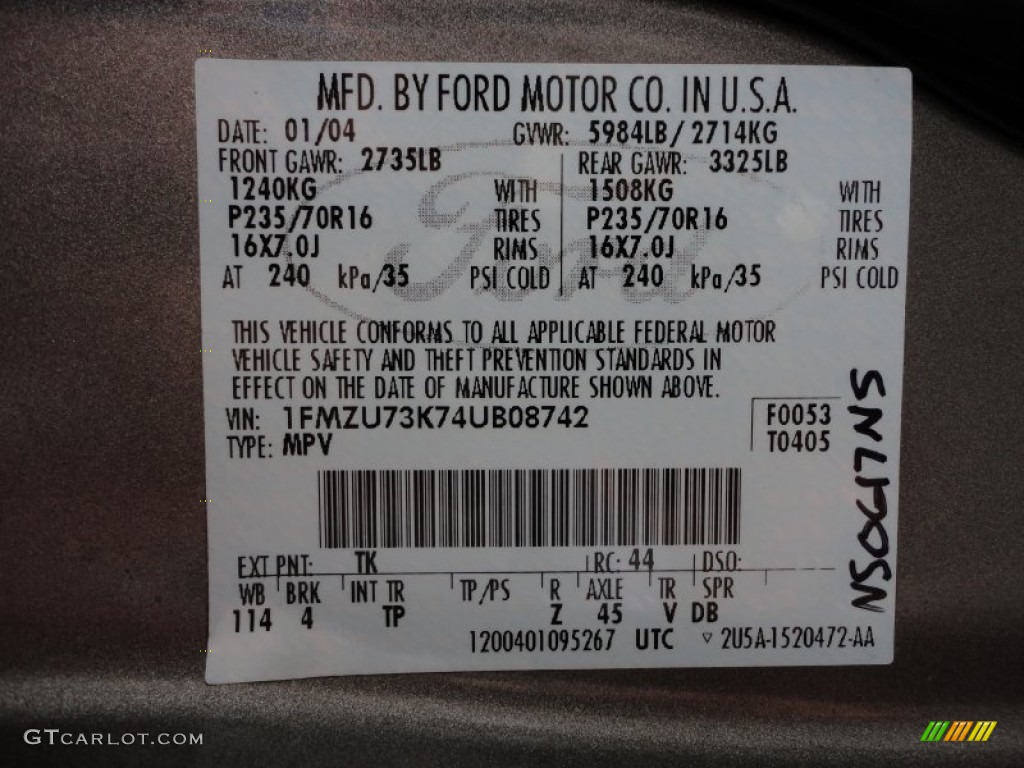 MFD. BY FORD MOTOR CO. IN U.S.A.
DATE: 01/04 GVWR: 5984LB/2714KG
FRONT GAWR: 2735LB REAR GAWR: 3325LB
1240KG WITH 1508KG WITH
P235/70R16 TIRES P235/70R16 TIRES
16X7.0J RIMS 16X7.0J RIMS
AT 240 kPa/35 PSI COLD AT 240 kPa/35 PSI COLD
Ford
THIS VEHICLE CONFORMS TO ALL APPLICABLE FEDERAL MOTOR
VEHICLE SAFETY AND THEFT PREVENTION STANDARDS IN
EFFECT ON THE DATE OF MANUFACTURE SHOWN ABOVE.
VIN: 1FMZU73K74UB08742 F0053
TYPE: MPV T0405
EXT PNT: TK RC: 44 DSO:
WB BRK INT TR TP/PS R AXLE TR SPR
114 4 TP Z 45 V DB
1200401095267 UTC ▽ 2U5A-1520472-AA
GTCARLOT.COM